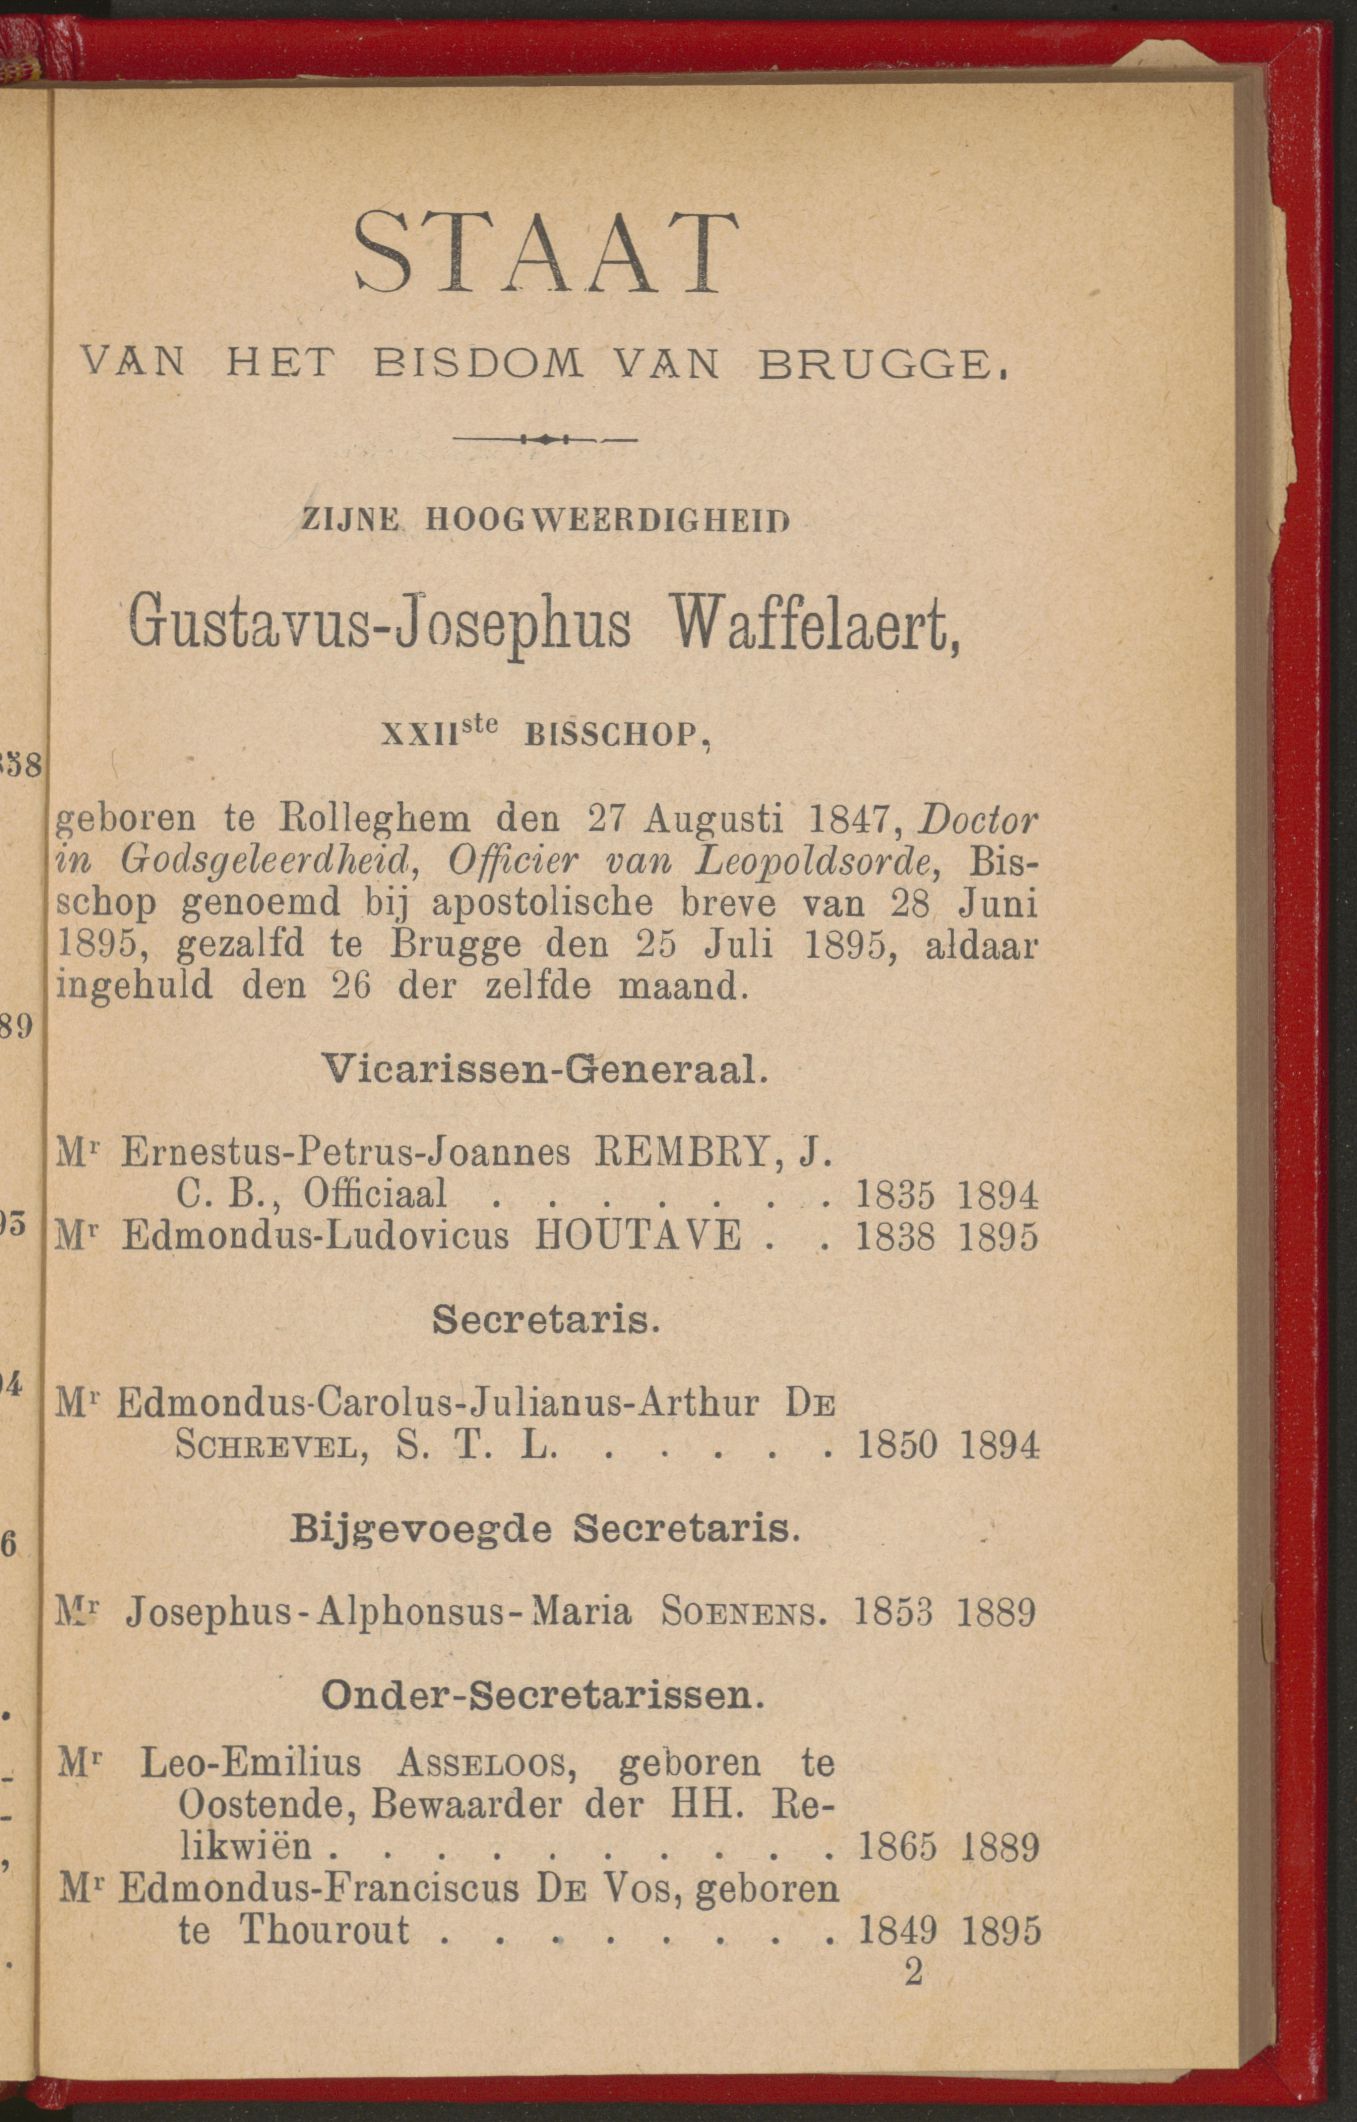 STAAT
VAN HET BISDOM VAN BRUGGE.
ZIJNE HOOGWEERDIGHEID
Gustavus-Josephus Waffelaert,
XXIIste BISSCHOP,
geboren te Rolleghem den 27 Augusti 1847, Doctor
in Godsgeleerdheid, Officier van Leopoldsorde, Bis-
schop genoemd bij apostolische breve van 28 Juni
1895, gezalfd te Brugge den 25 Juli 1895, aldaar
ingehuld den 26 der zelfde maand.
Vicarissen-Generaal.
Mr Ernestus-Petrus-Joannes REMBRY, J.
C. B., Officiaal . . . . . . . 1835 1894
Mr Edmondus-Ludovicus HOUTAVE . . 1838 1895
Secretaris.
Mr Edmondus-Carolus-Julianus-Arthur DE
SCHREVEL, S. T. L. . . . . . 1850 1894
Bijgevoegde Secretaris.
Mr Josephus-Alphonsus-Maria SOENENS. 1853 1889
Onder-Secretarissen.
Mr Leo-Emilius ASSELOOS, geboren te
Oostende, Bewaarder der HH. Re-
likwiën . . . . . . . . . . 1865 1889
Mr Edmondus-Franciscus DE VOS, geboren
te Thourout . . . . . . . . 1849 1895
2